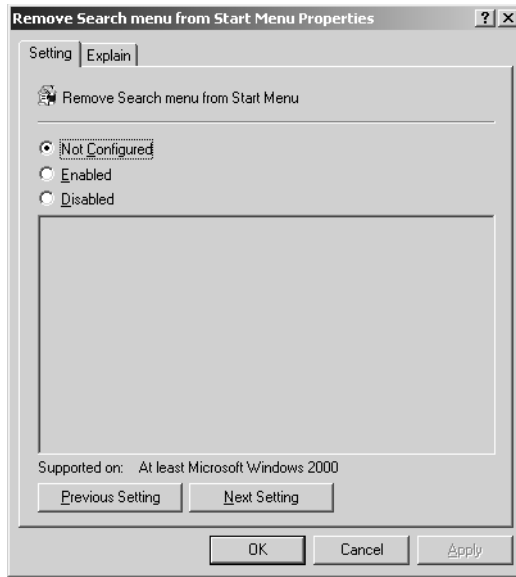 Remove Search menu from Start Menu Properties
Setting Explain
Remove Search menu from Start Menu
Not Configured
Enabled
Disabled
Supported on: At least Microsoft Windows 2000
Previous Setting Next Setting
OK Cancel Apply